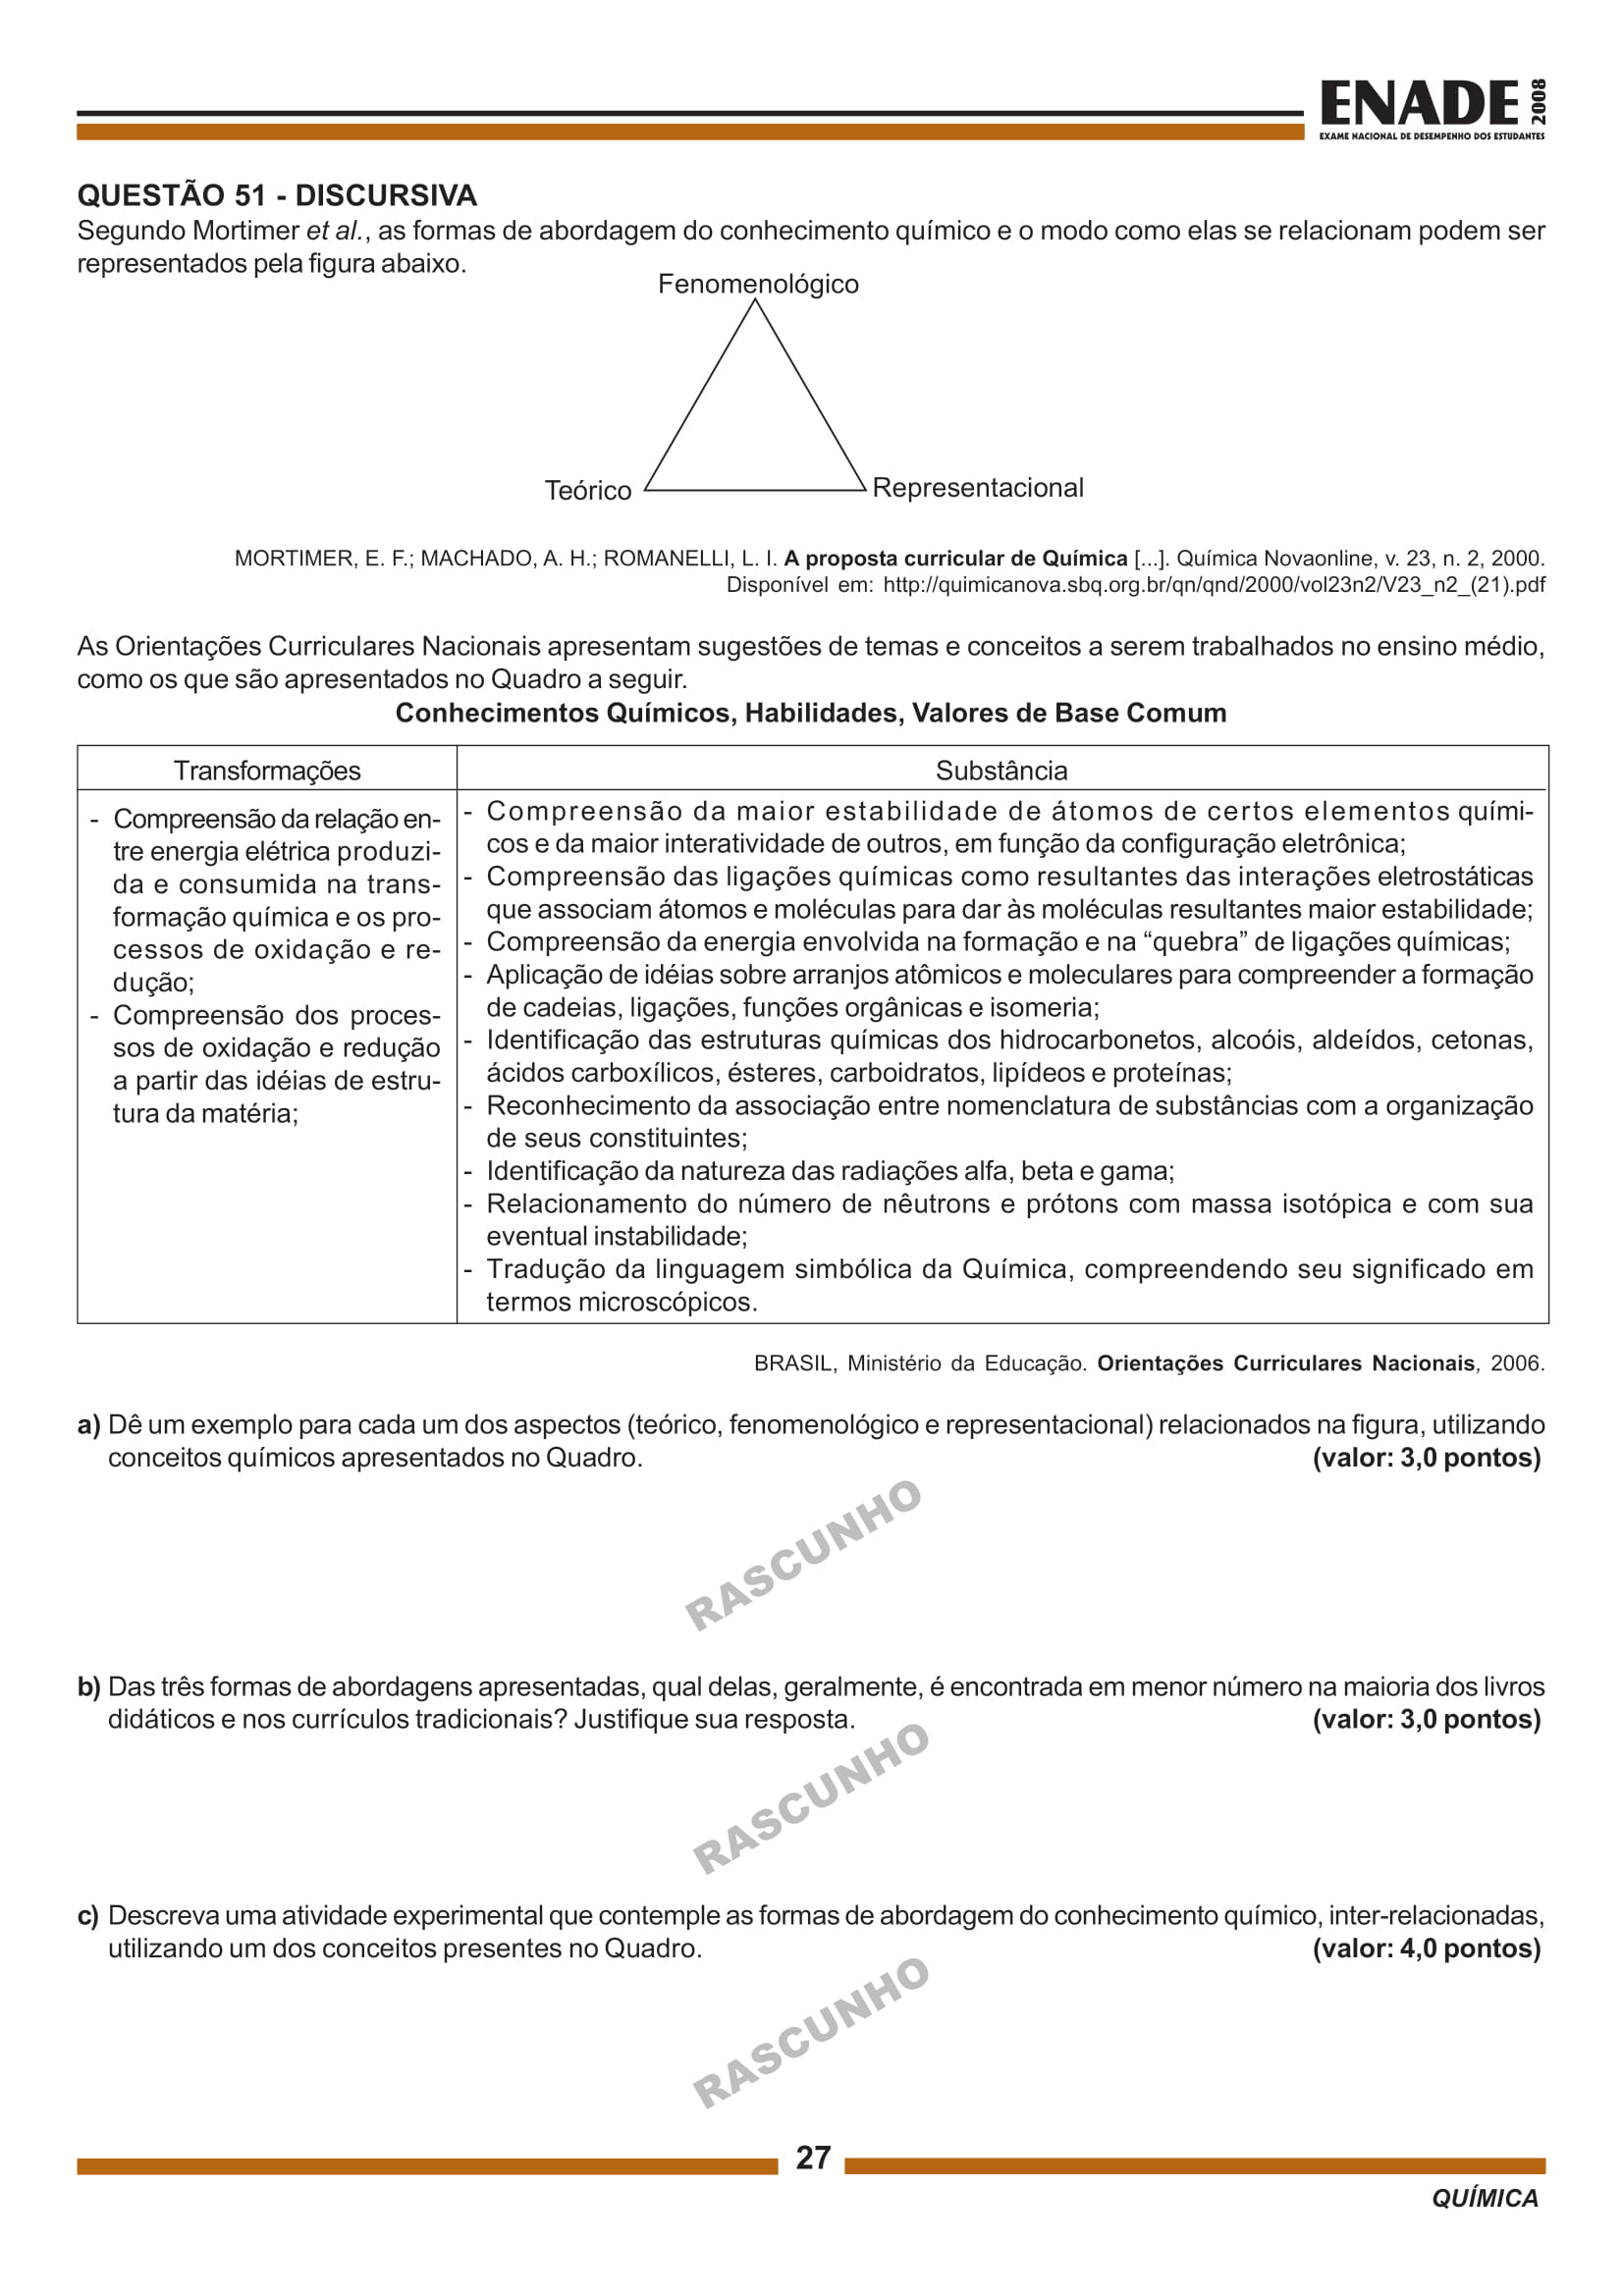 ENADE 2008
EXAME NACIONAL DE DESEMPENHO DOS ESTUDANTES
QUESTÃO 51 - DISCURSIVA
Segundo Mortimer et al., as formas de abordagem do conhecimento químico e o modo como elas se relacionam podem ser
representados pela figura abaixo.
Fenomenológico
Teórico
Representacional
MORTIMER, E. F.; MACHADO, A. H.; ROMANELLI, L. I. A proposta curricular de Química [...]. Química Novaonline, v. 23, n. 2, 2000.
Disponível em: http://quimicanova.sbq.org.br/qn/qnd/2000/vol23n2/V23_n2_(21).pdf
As Orientações Curriculares Nacionais apresentam sugestões de temas e conceitos a serem trabalhados no ensino médio,
como os que são apresentados no Quadro a seguir.
Conhecimentos Químicos, Habilidades, Valores de Base Comum
Transformações
- Compreensão da relação en-
tre energia elétrica produzi-
da e consumida na trans-
formação química e os pro-
cessos de oxidação e re-
dução;
- Compreensão dos proces-
sos de oxidação e redução
a partir das idéias de estru-
tura da matéria;
Substância
- Compreensão da maior estabilidade de átomos de certos elementos quími-
cos e da maior interatividade de outros, em função da configuração eletrônica;
- Compreensão das ligações químicas como resultantes das interações eletrostáticas
que associam átomos e moléculas para dar às moléculas resultantes maior estabilidade;
- Compreensão da energia envolvida na formação e na “quebra” de ligações químicas;
- Aplicação de idéias sobre arranjos atômicos e moleculares para compreender a formação
de cadeias, ligações, funções orgânicas e isomeria;
- Identificação das estruturas químicas dos hidrocarbonetos, alcoóis, aldeídos, cetonas,
ácidos carboxílicos, ésteres, carboidratos, lipídeos e proteínas;
- Reconhecimento da associação entre nomenclatura de substâncias com a organização
de seus constituintes;
- Identificação da natureza das radiações alfa, beta e gama;
- Relacionamento do número de nêutrons e prótons com massa isotópica e com sua
eventual instabilidade;
- Tradução da linguagem simbólica da Química, compreendendo seu significado em
termos microscópicos.
BRASIL, Ministério da Educação. Orientações Curriculares Nacionais, 2006.
a) Dê um exemplo para cada um dos aspectos (teórico, fenomenológico e representacional) relacionados na figura, utilizando
conceitos químicos apresentados no Quadro. (valor: 3,0 pontos)
RASCUNHO
b) Das três formas de abordagens apresentadas, qual delas, geralmente, é encontrada em menor número na maioria dos livros
didáticos e nos currículos tradicionais? Justifique sua resposta. (valor: 3,0 pontos)
RASCUNHO
c) Descreva uma atividade experimental que contemple as formas de abordagem do conhecimento químico, inter-relacionadas,
utilizando um dos conceitos presentes no Quadro. (valor: 4,0 pontos)
RASCUNHO
27
QUÍMICA